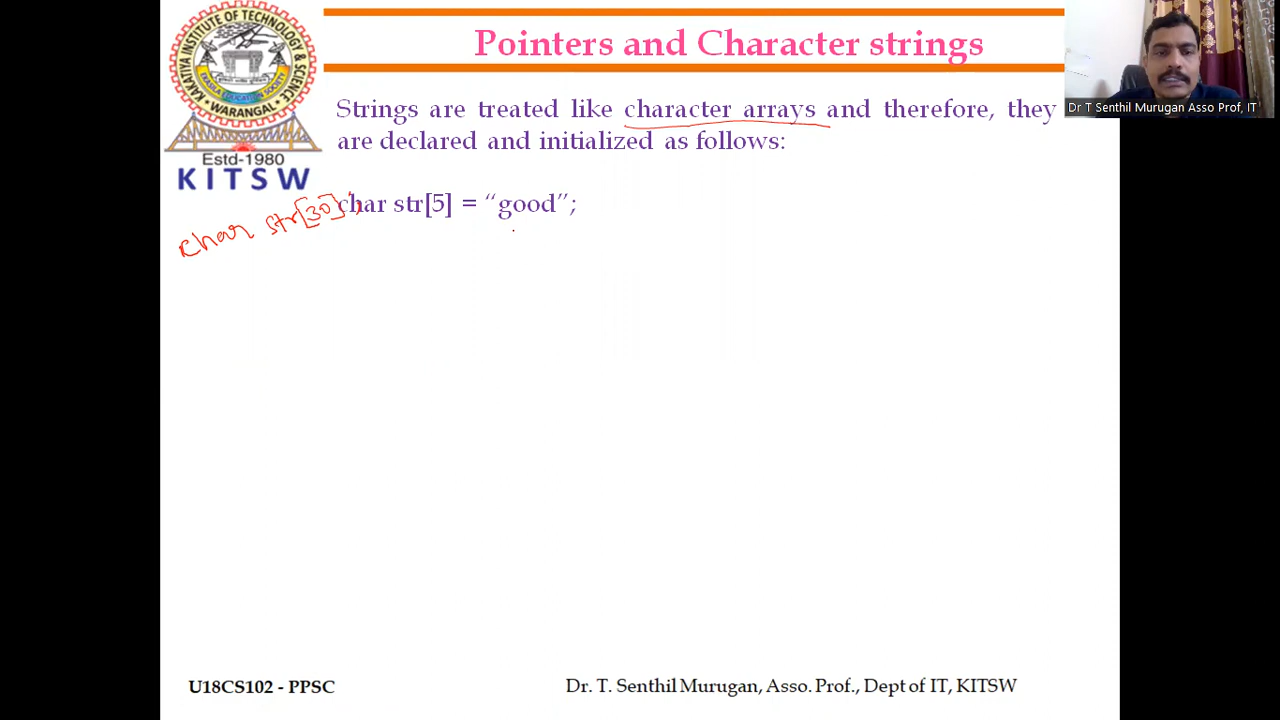 KAKATIYA INSTITUTE OF TECHNOLOGY & SCIENCE
WARANGAL
Estd-1980
KITSW
Pointers and Character strings
Dr T Senthil Murugan Asso Prof, IT
Strings are treated like character arrays and therefore, they
are declared and initialized as follows:
char str[5] = “good”;
char str[30];
U18CS102 - PPSC
Dr. T. Senthil Murugan, Asso. Prof., Dept of IT, KITSW